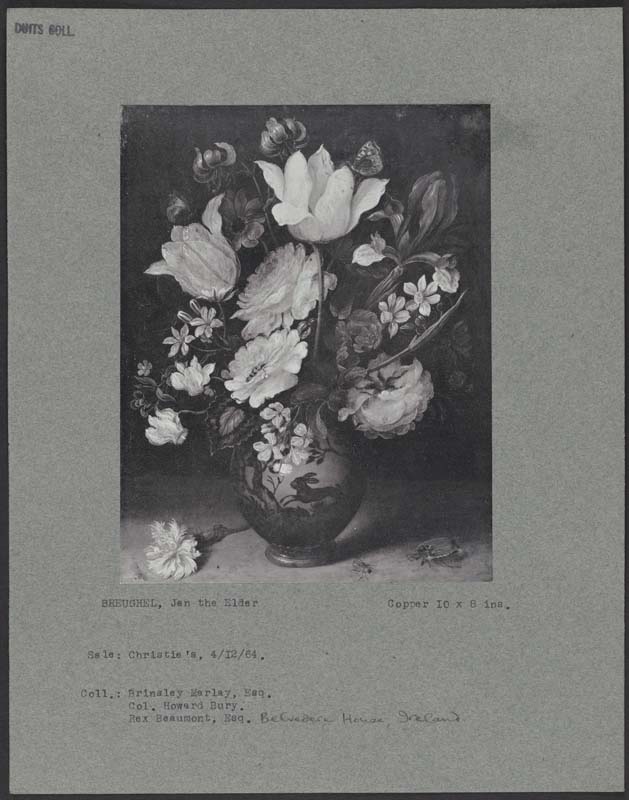 DUITS COLL.
BREUGHEL, Jan the Elder
Copper 10 x 8 ins.
Sale: Christie's, 4/12/64.
Coll.: Brinsley Marlay, Esq.
Col. Howard Bury.
Rex Beaumont, Esq. Belvedere House, Ireland.